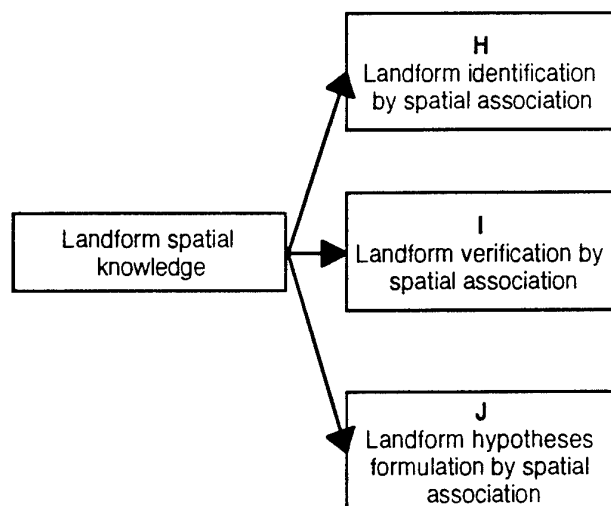 H
Landform identification
by spatial association
Landform spatial
knowledge
I
Landform verification by
spatial association
J
Landform hypotheses
formulation by spatial
association